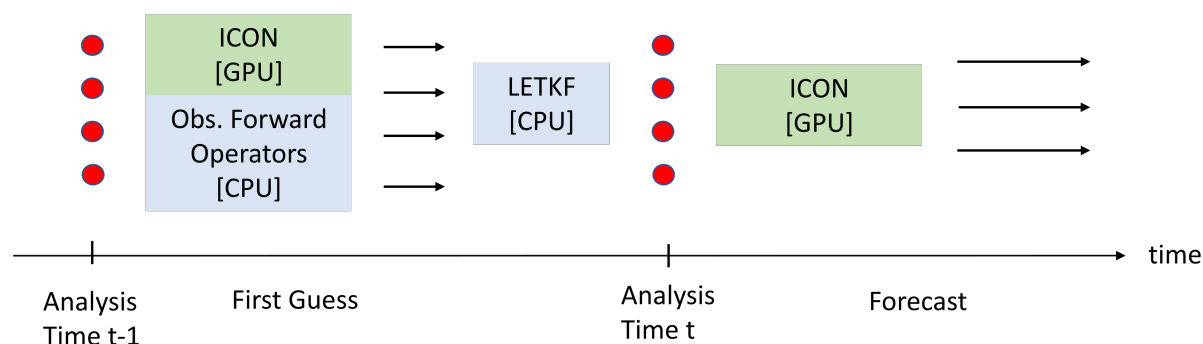 ICON
[GPU]
Obs. Forward
Operators
[CPU]
LETKF
[CPU]
ICON
[GPU]
time
Analysis
Time t-1
First Guess
Analysis
Time t
Forecast